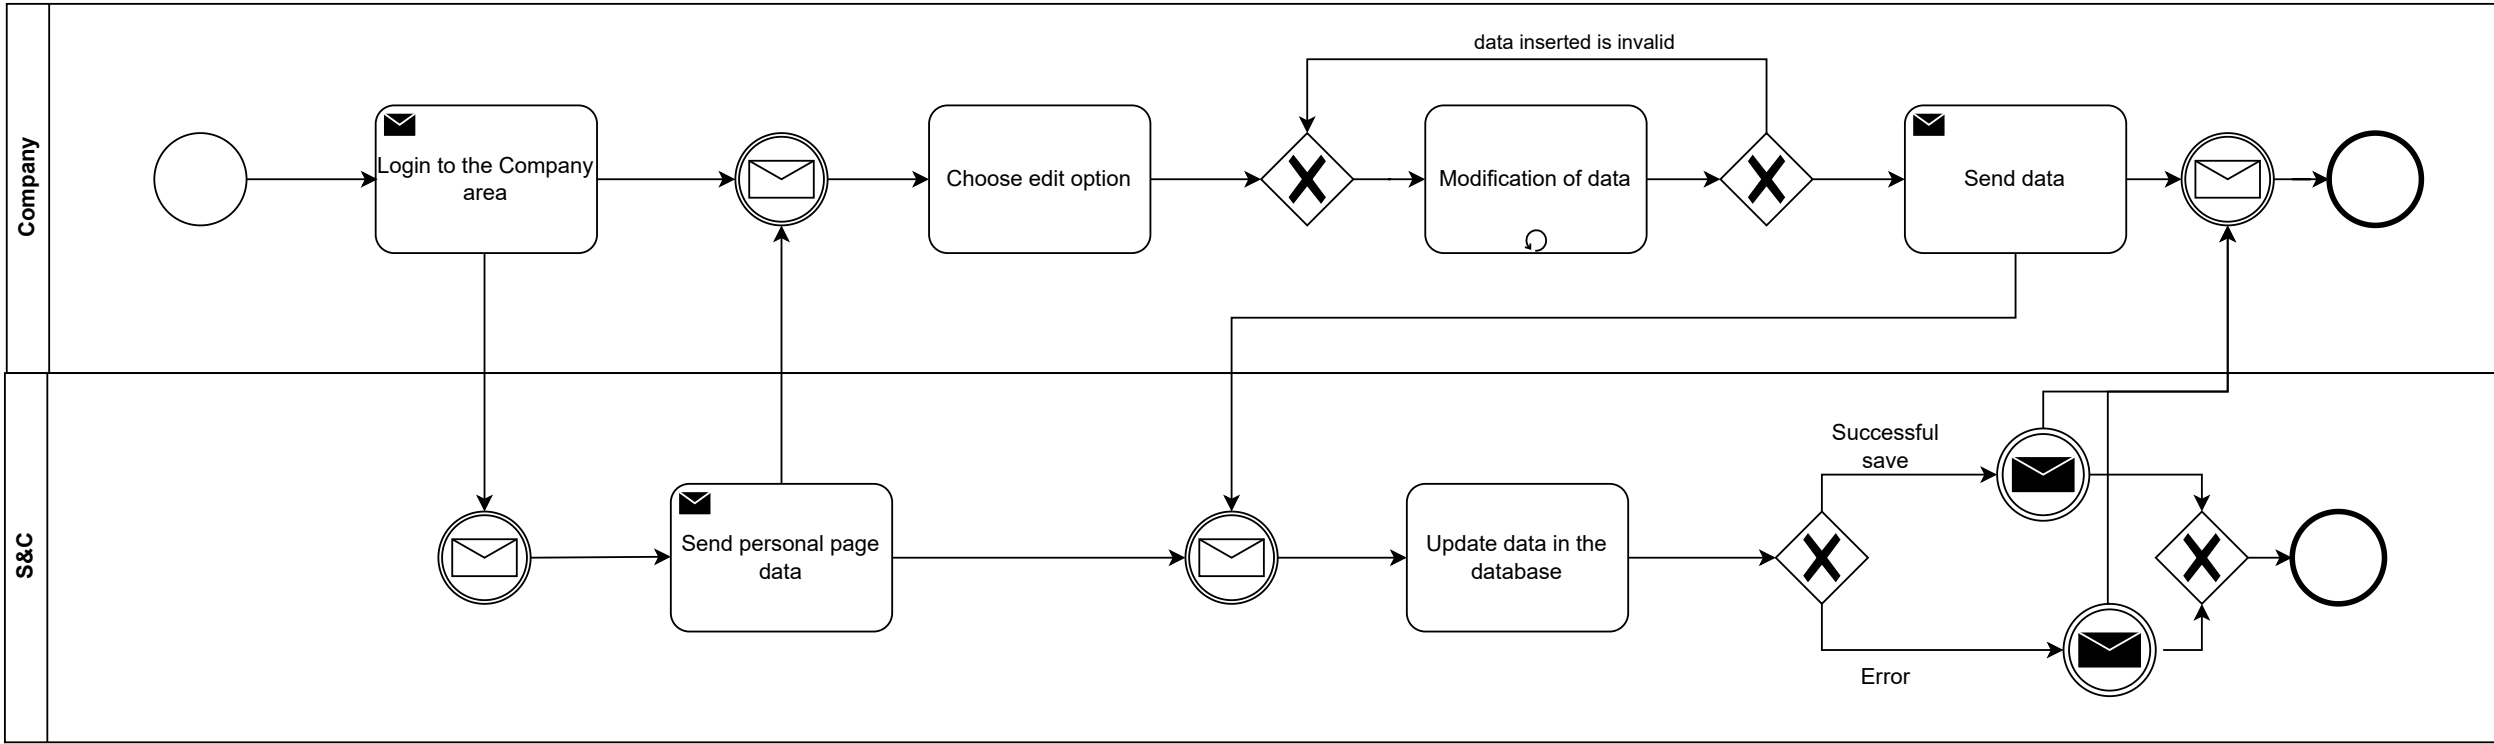 Company
data inserted is invalid
Login to the Company
area
Choose edit option
Modification of data
Send data
S&C
Send personal page
data
Update data in the
database
Successful
save
Error